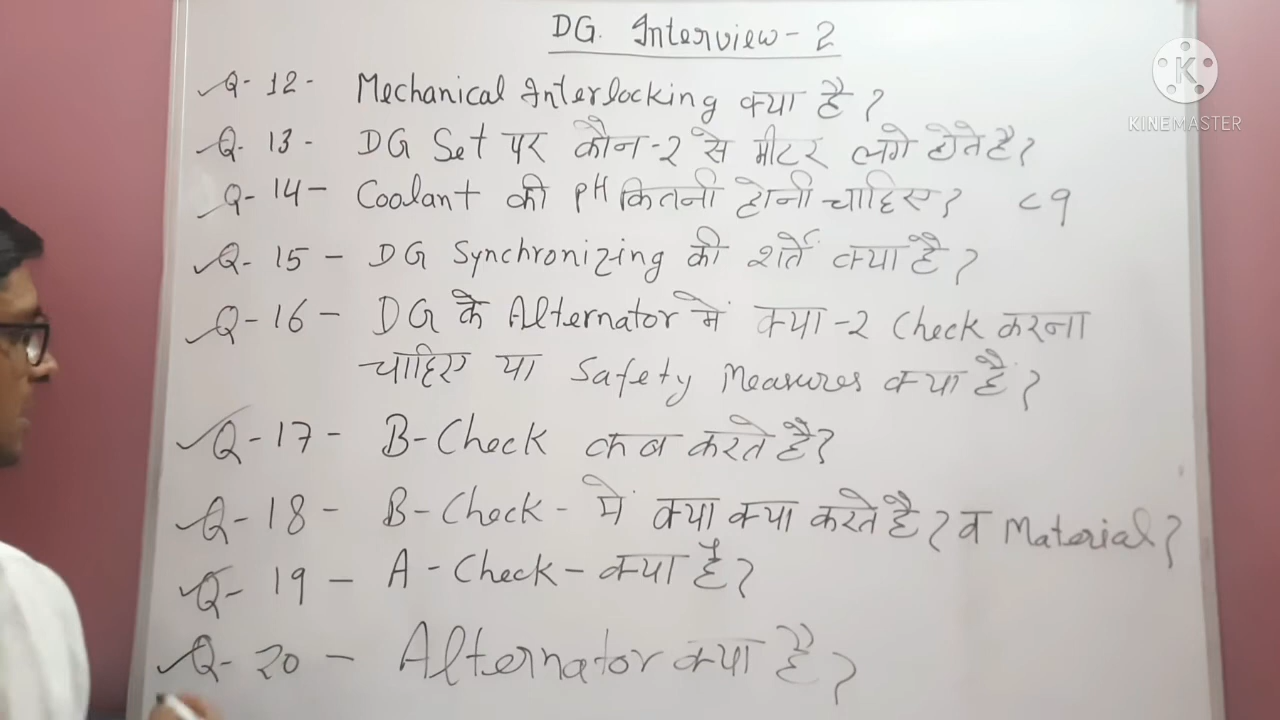 DG. Interview - 2
K
KINEMASTER
Q- 12- Mechanical Interlocking क्या है?
Q. 13 - DG Set पर कौन-2 से मीटर लगे होते है?
Q- 14 - Coolant की pH कितनी होनी चाहिए? <9
Q. 15 - DG Synchronizing की शर्ते क्या है?
Q-16 - DG के Alternator मे क्या-2 Check करना
चाहिए या Safety Measures क्या है?
Q-17 - B-Check कब करते है?
Q-18 - B-Check - मे क्या क्या करते है? व Material?
Q- 19 - A - Check - क्या है?
Q- 20 - Alternator क्या है?